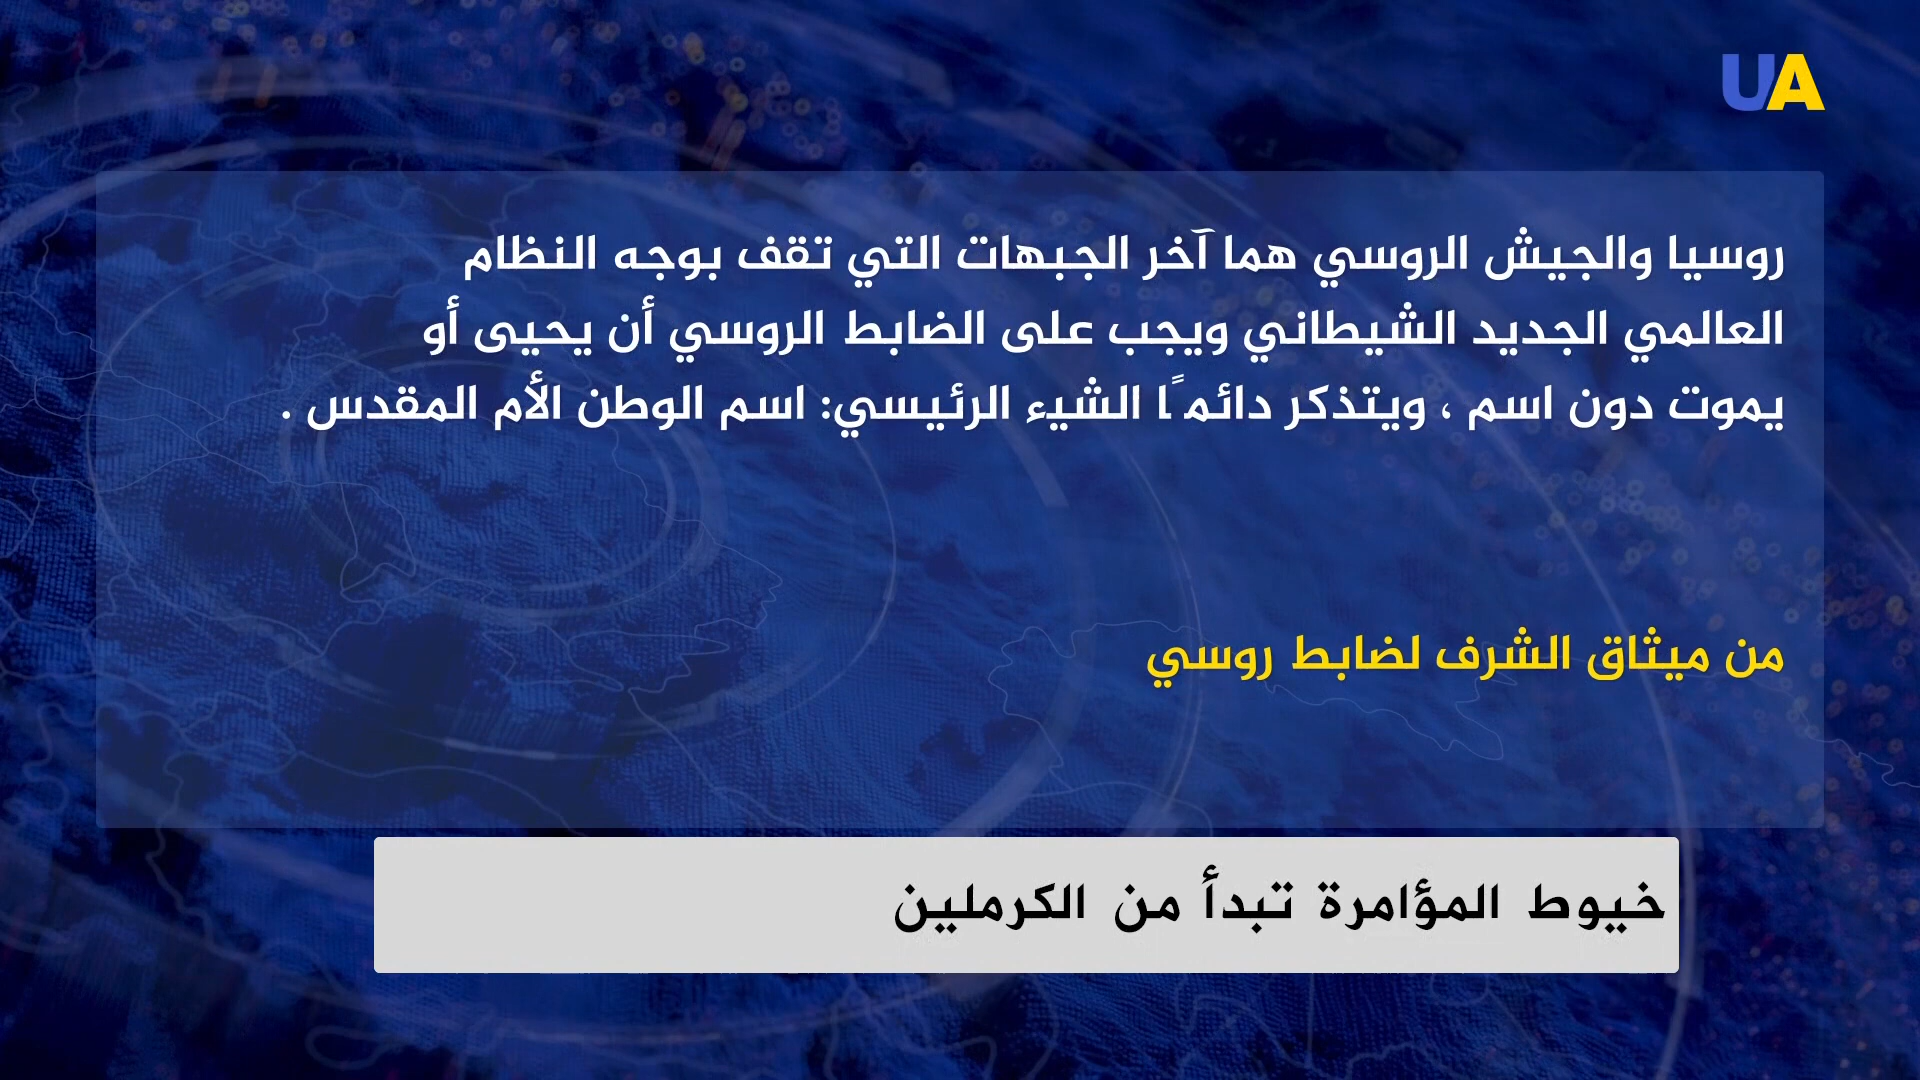 UA
روسيا والجيش الروسي هما آخر الجبهات التي تقف بوجه النظام
العالمي الجديد الشيطاني ويجب على الضابط الروسي أن يحيى أو
يموت دون اسم ، ويتذكر دائمًا الشيء الرئيسي: اسم الوطن الأم المقدس .
من ميثاق الشرف لضابط روسي
خيوط المؤامرة تبدأ من الكرملين